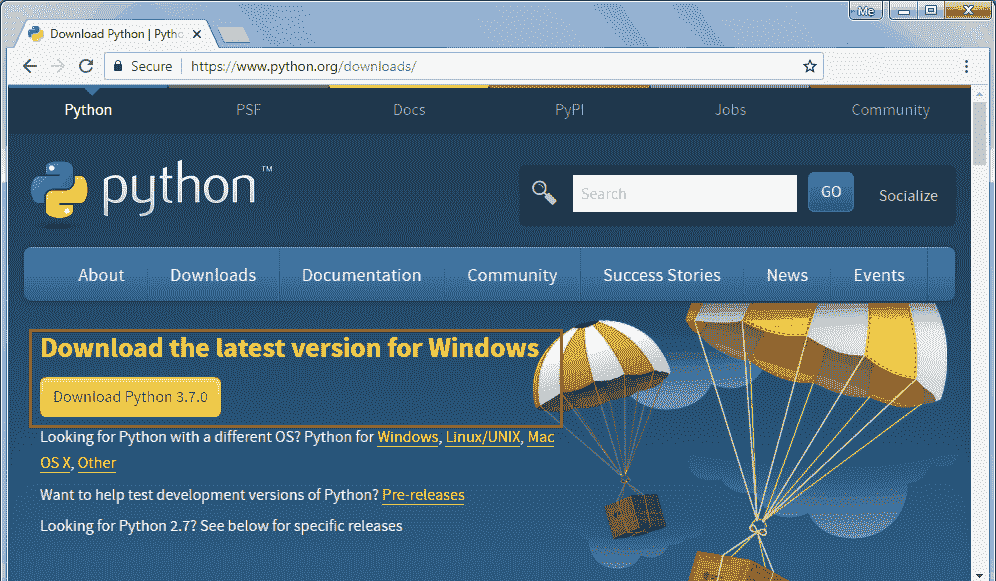 Me
Download Python | Pytho
Secure https://www.python.org/downloads/
Python PSF Docs PyPI Jobs Community
python™
Search GO Socialize
About Downloads Documentation Community Success Stories News Events
Download the latest version for Windows
Download Python 3.7.0
Looking for Python with a different OS? Python for Windows, Linux/UNIX, Mac
OS X, Other
Want to help test development versions of Python? Pre-releases
Looking for Python 2.7? See below for specific releases